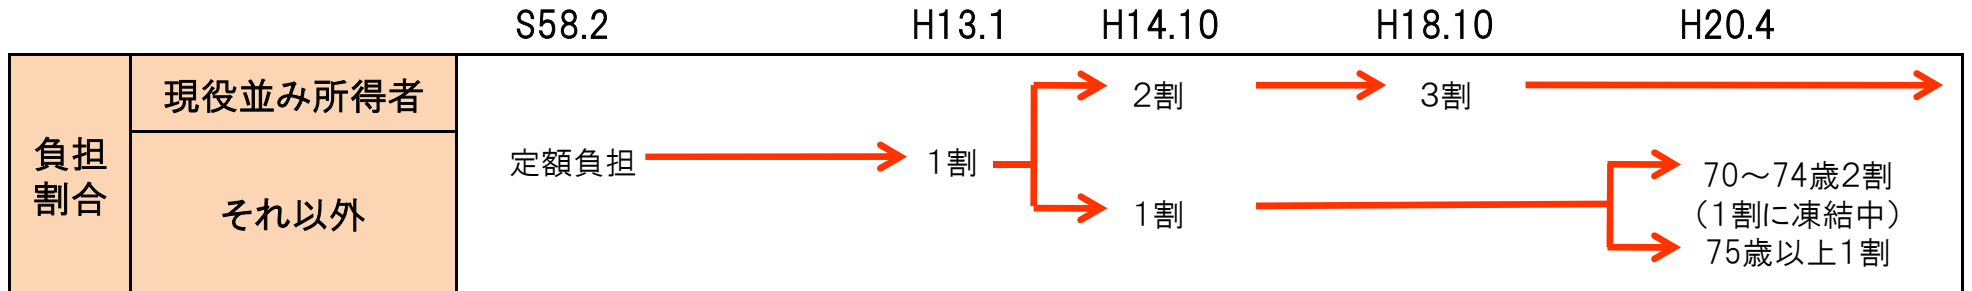 S58.2 H13.1 H14.10 H18.10 H20.4
負担
割合
現役並み所得者
それ以外
定額負担
1割
2割
3割
1割
70～74歳2割
（1割に凍結中）
75歳以上1割